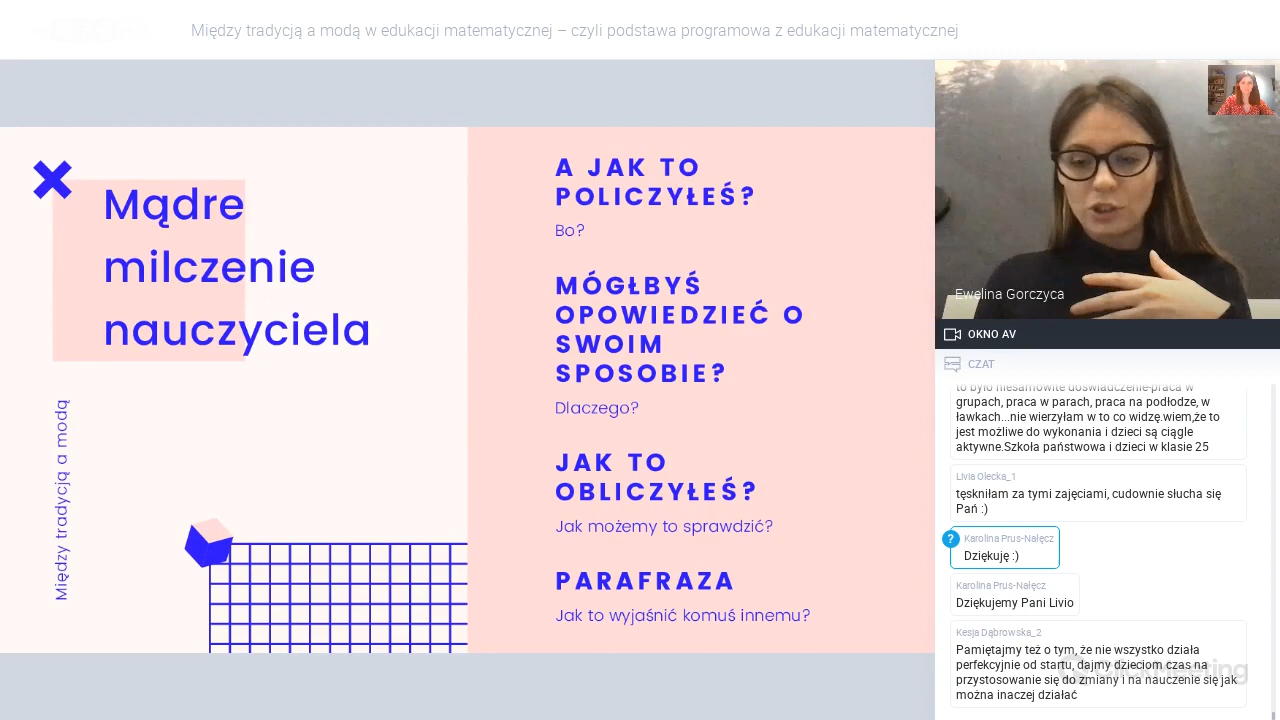 Między tradycją a modą w edukacji matematycznej – czyli podstawa programowa z edukacji matematycznej
Mądre
milczenie
nauczyciela
Między tradycją a modą
A JAK TO
POLICZYŁEŚ?
Bo?
MÓGŁBYŚ
OPOWIEDZIEĆ O
SWOIM
SPOSOBIE?
Dlaczego?
JAK TO
OBLICZYŁEŚ?
Jak możemy to sprawdzić?
PARAFRAZA
Jak to wyjaśnić komuś innemu?
Ewelina Gorczyca
OKNO AV
CZAT
to było niesamowite doświadczenie-praca w
grupach, praca w parach, praca na podłodze, w
ławkach...nie wierzyłam w to co widzę.wiem,że to
jest możliwe do wykonania i dzieci są ciągle
aktywne.Szkoła państwowa i dzieci w klasie 25
Livia Olecka_1
tęskniłam za tymi zajęciami, cudownie słucha się
Pań :)
?
Karolina Prus-Nałęcz
Dziękuję :)
Karolina Prus-Nałęcz
Dziękujemy Pani Livio
Kesja Dąbrowska_2
Pamiętajmy też o tym, że nie wszystko działa
perfekcyjnie od startu, dajmy dzieciom czas na
przystosowanie się do zmiany i na nauczenie się jak
można inaczej działać
ClickMeeting